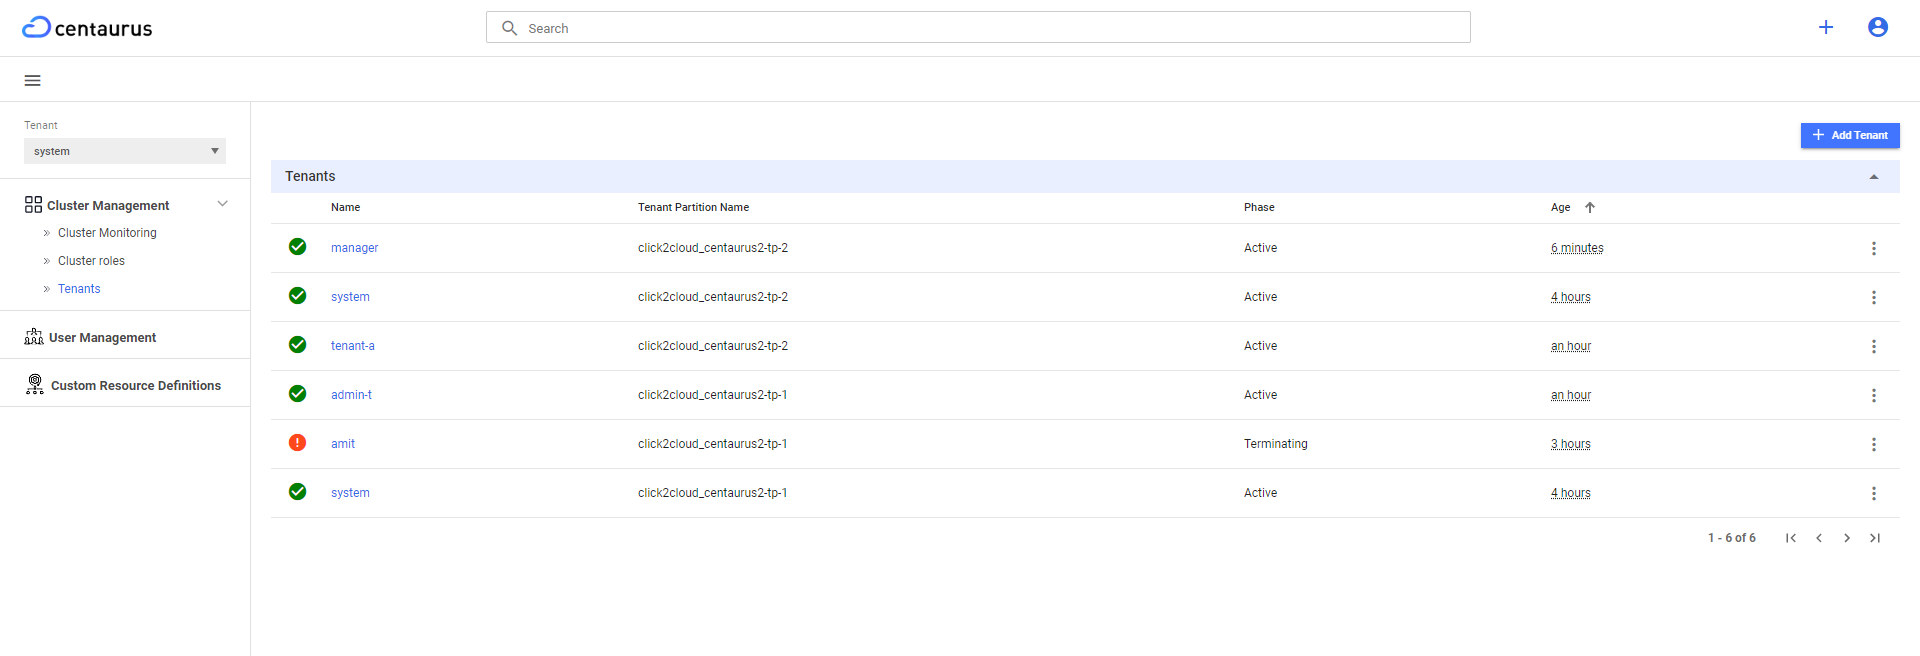 centaurus
Search
Tenant
system
Add Tenant
Cluster Management
Cluster Monitoring
Cluster roles
Tenants
User Management
Custom Resource Definitions
Tenants
Name Tenant Partition Name Phase Age
manager click2cloud_centaurus2-tp-2 Active 6 minutes
system click2cloud_centaurus2-tp-2 Active 4 hours
tenant-a click2cloud_centaurus2-tp-2 Active an hour
admin-t click2cloud_centaurus2-tp-1 Active an hour
amit click2cloud_centaurus2-tp-1 Terminating 3 hours
system click2cloud_centaurus2-tp-1 Active 4 hours
1 - 6 of 6